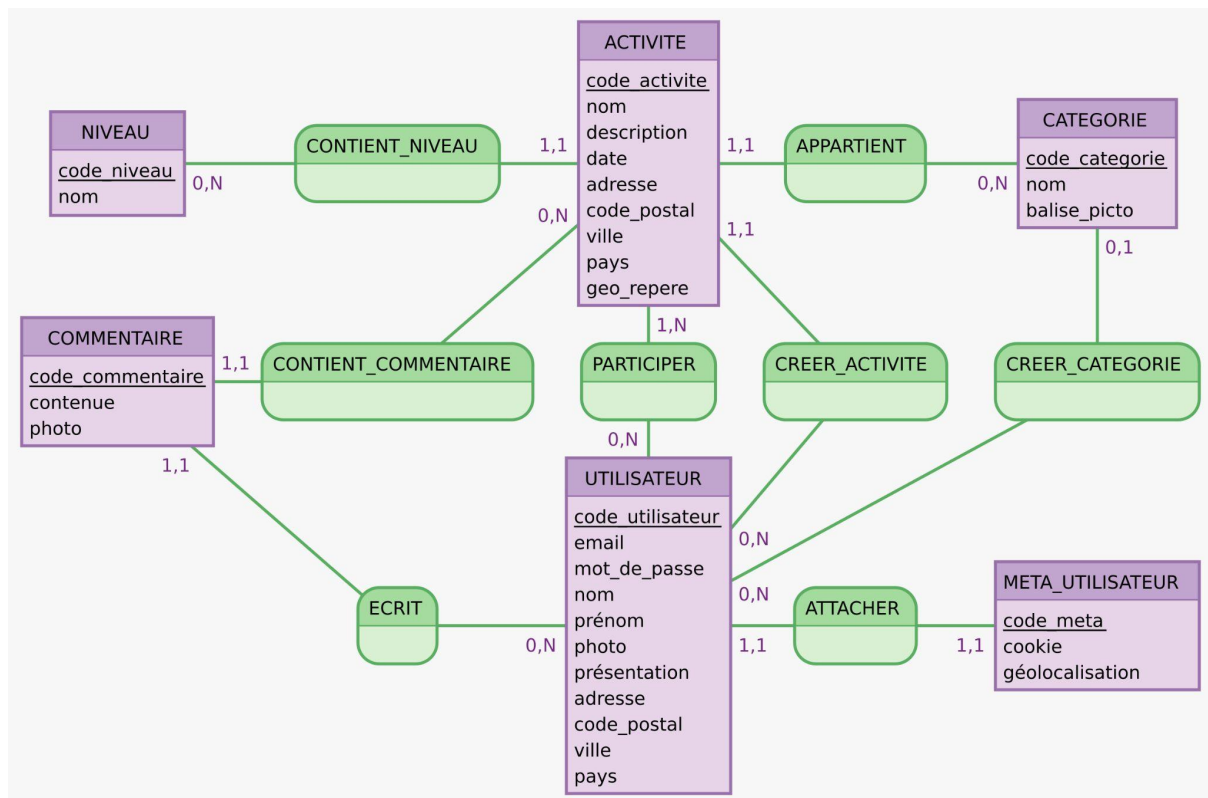 ACTIVITE
code_activite
nom
description
date
adresse
code_postal
ville
pays
geo_repere
NIVEAU
code_niveau
nom
0,N
CONTIENT_NIVEAU
1,1
0,N
1,1
APPARTIENT
0,N
CATEGORIE
code_categorie
nom
balise_picto
1,1
0,1
1,N
COMMENTAIRE
code_commentaire
contenue
photo
1,1
CONTIENT_COMMENTAIRE
PARTICIPER
CREER_ACTIVITE
CREER_CATEGORIE
0,N
1,1
UTILISATEUR
code_utilisateur
email
mot_de_passe
nom
prénom
photo
présentation
adresse
code_postal
ville
pays
0,N
0,N
ECRIT
0,N
1,1
ATTACHER
1,1
META_UTILISATEUR
code_meta
cookie
géolocalisation